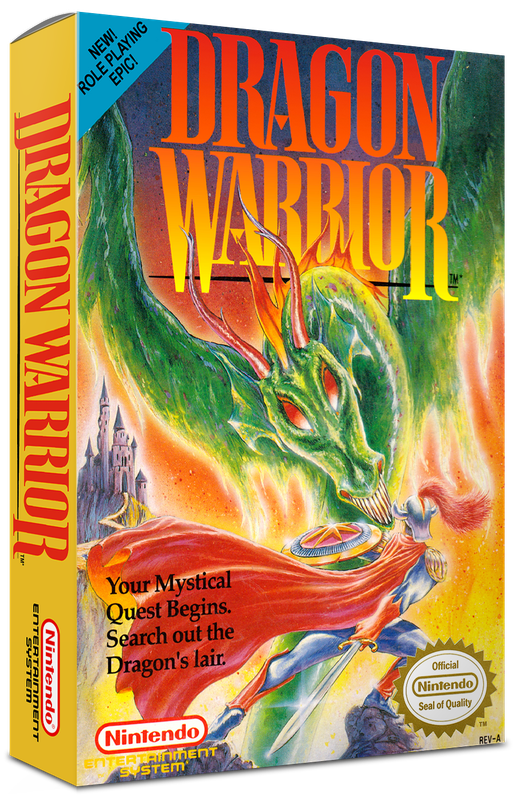 NEW!
ROLE PLAYING
EPIC!
DRAGON
WARRIOR
TM
Your Mystical
Quest Begins.
Search out the
Dragon's lair.
Nintendo
ENTERTAINMENT
SYSTEM
Official
Nintendo
Seal of Quality
TM
REV-A
DRAGON WARRIOR
TM
Nintendo
ENTERTAINMENT
SYSTEM